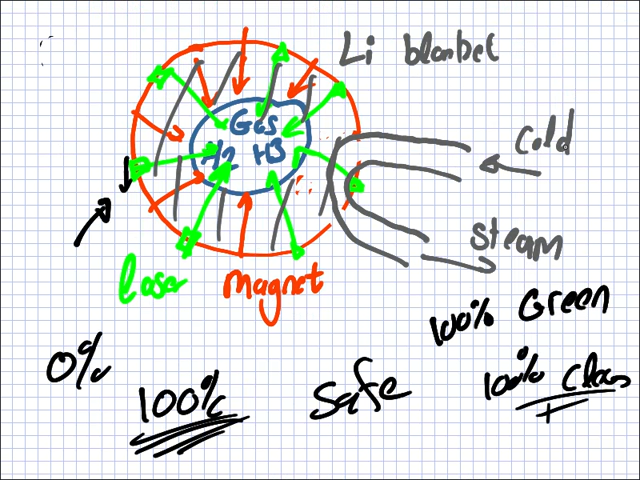 Li blanket
Gas
H2 H3
Cold
Steam
laser
magnet
100% Green
0%
100%
Safe
100% Clean